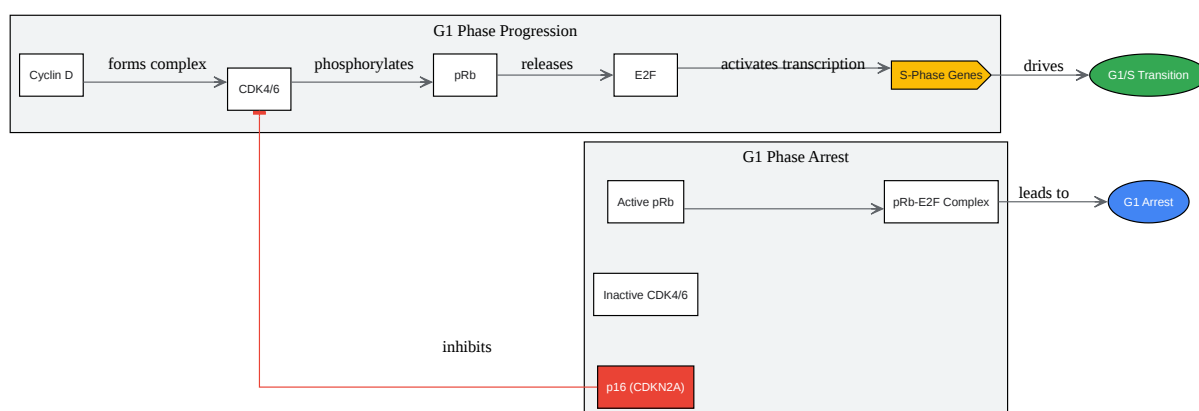 G1 Phase Progression
Cyclin D
forms complex
CDK4/6
phosphorylates
pRb
releases
E2F
activates transcription
S-Phase Genes
drives
G1/S Transition
G1 Phase Arrest
Active pRb
pRb-E2F Complex
leads to
G1 Arrest
Inactive CDK4/6
inhibits
p16 (CDKN2A)